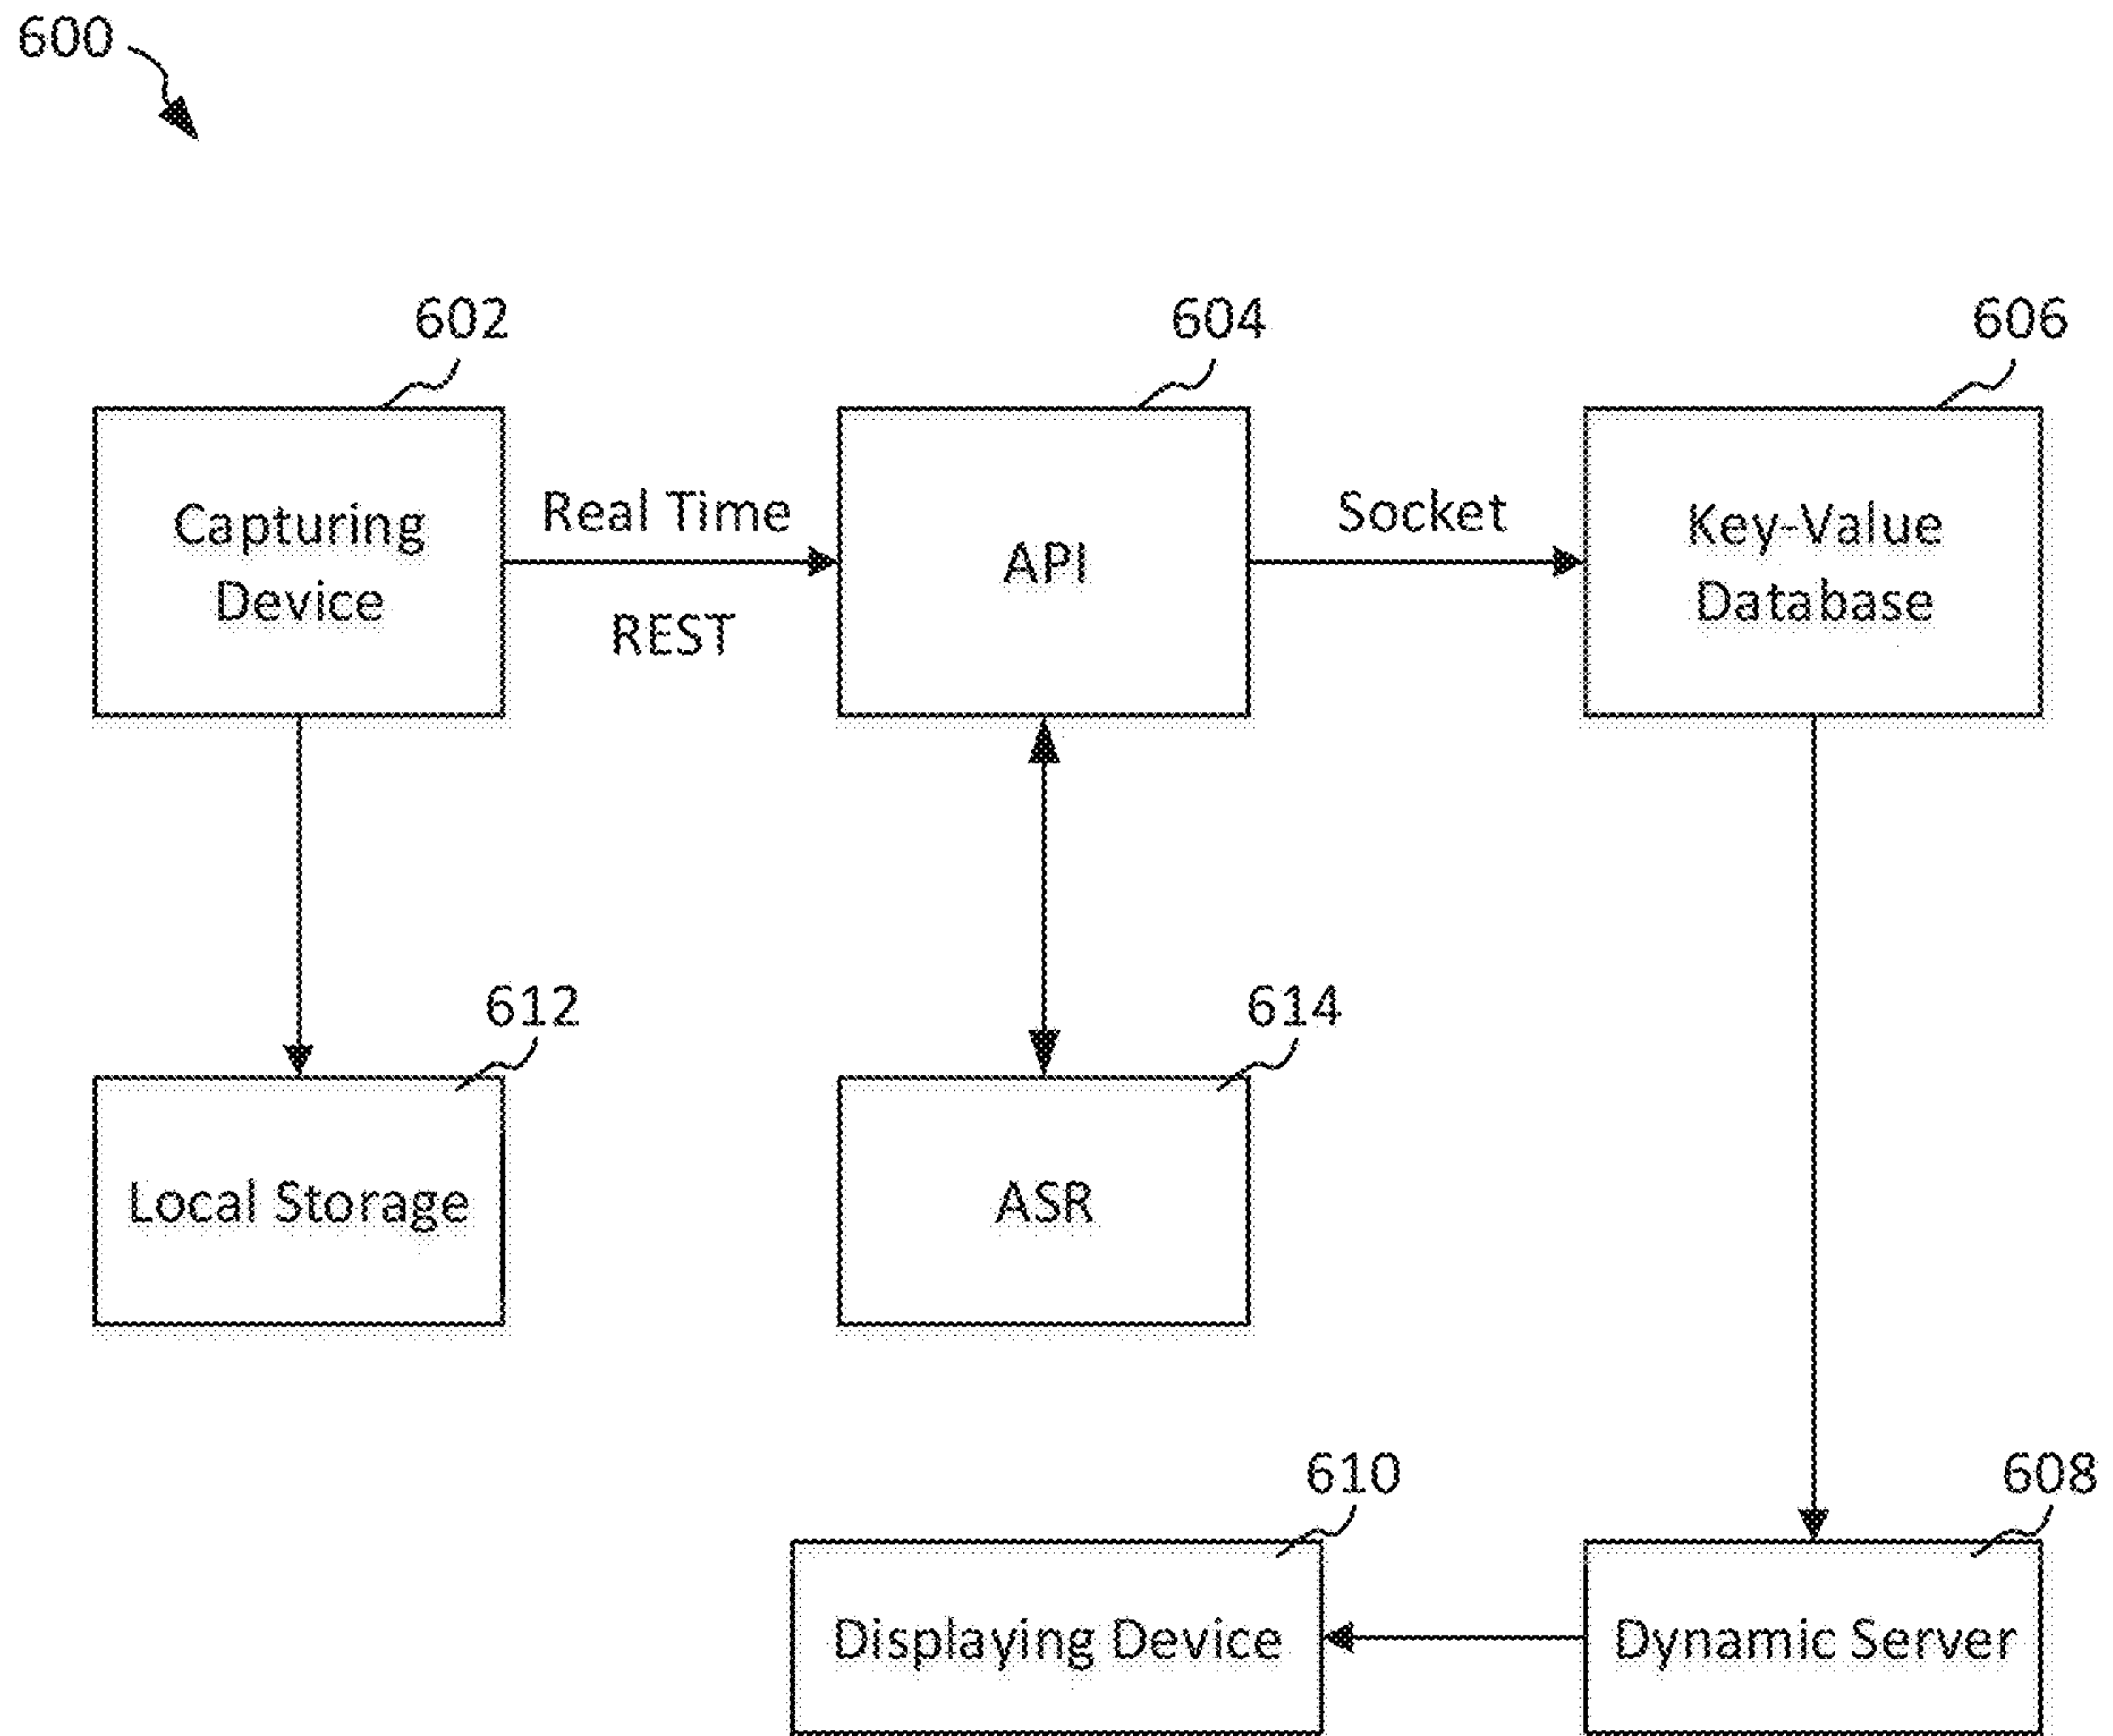 600
602
604
606
Capturing
Device
Real Time
REST
API
Socket
Key-Value
Database
612
614
Local Storage
ASR
610
608
Displaying Device
Dynamic Server